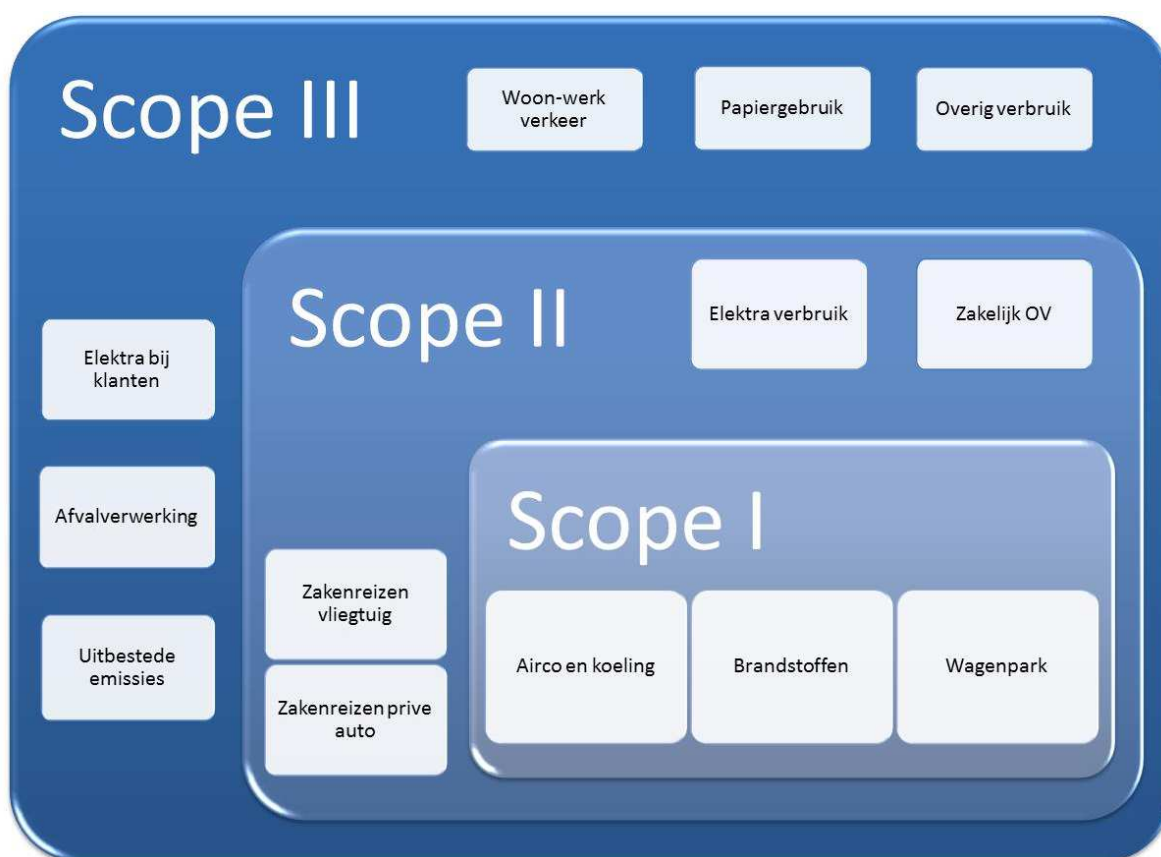 Scope III
Woon-werk
verkeer
Papiergebruik
Overig verbruik
Scope II
Elektra verbruik
Zakelijk OV
Elektra bij
klanten
Afvalverwerking
Uitbestede
emissies
Zakenreizen
vliegtuig
Zakenreizen prive
auto
Scope I
Airco en koeling
Brandstoffen
Wagenpark